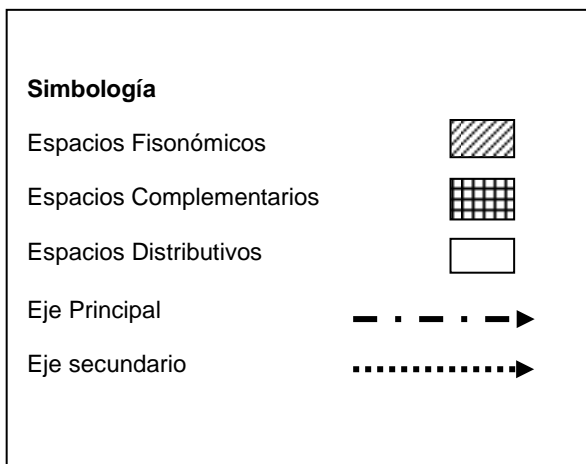 Simbología
Espacios Fisonómicos
Espacios Complementarios
Espacios Distributivos
Eje Principal
Eje secundario